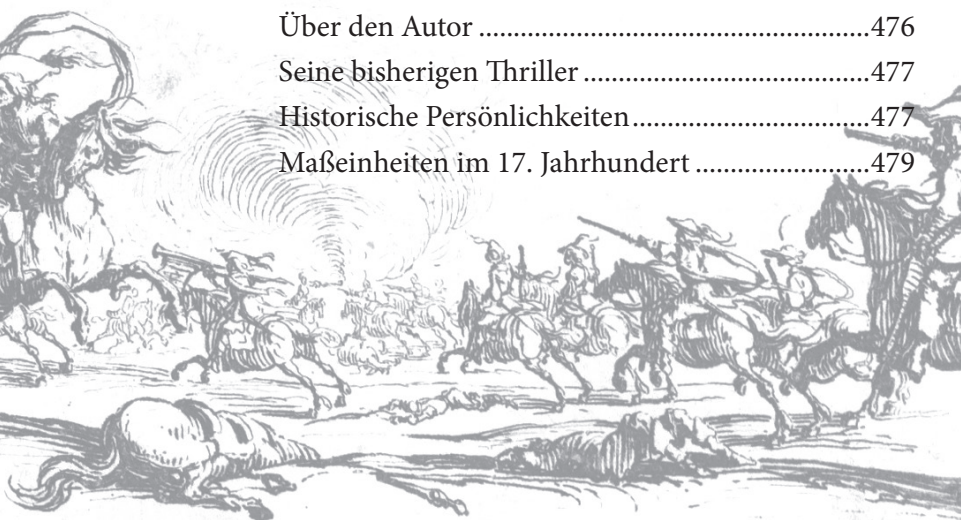 Über den Autor ............................................476
Seine bisherigen Thriller ................................477
Historische Persönlichkeiten...........................477
Maßeinheiten im 17. Jahrhundert ....................479